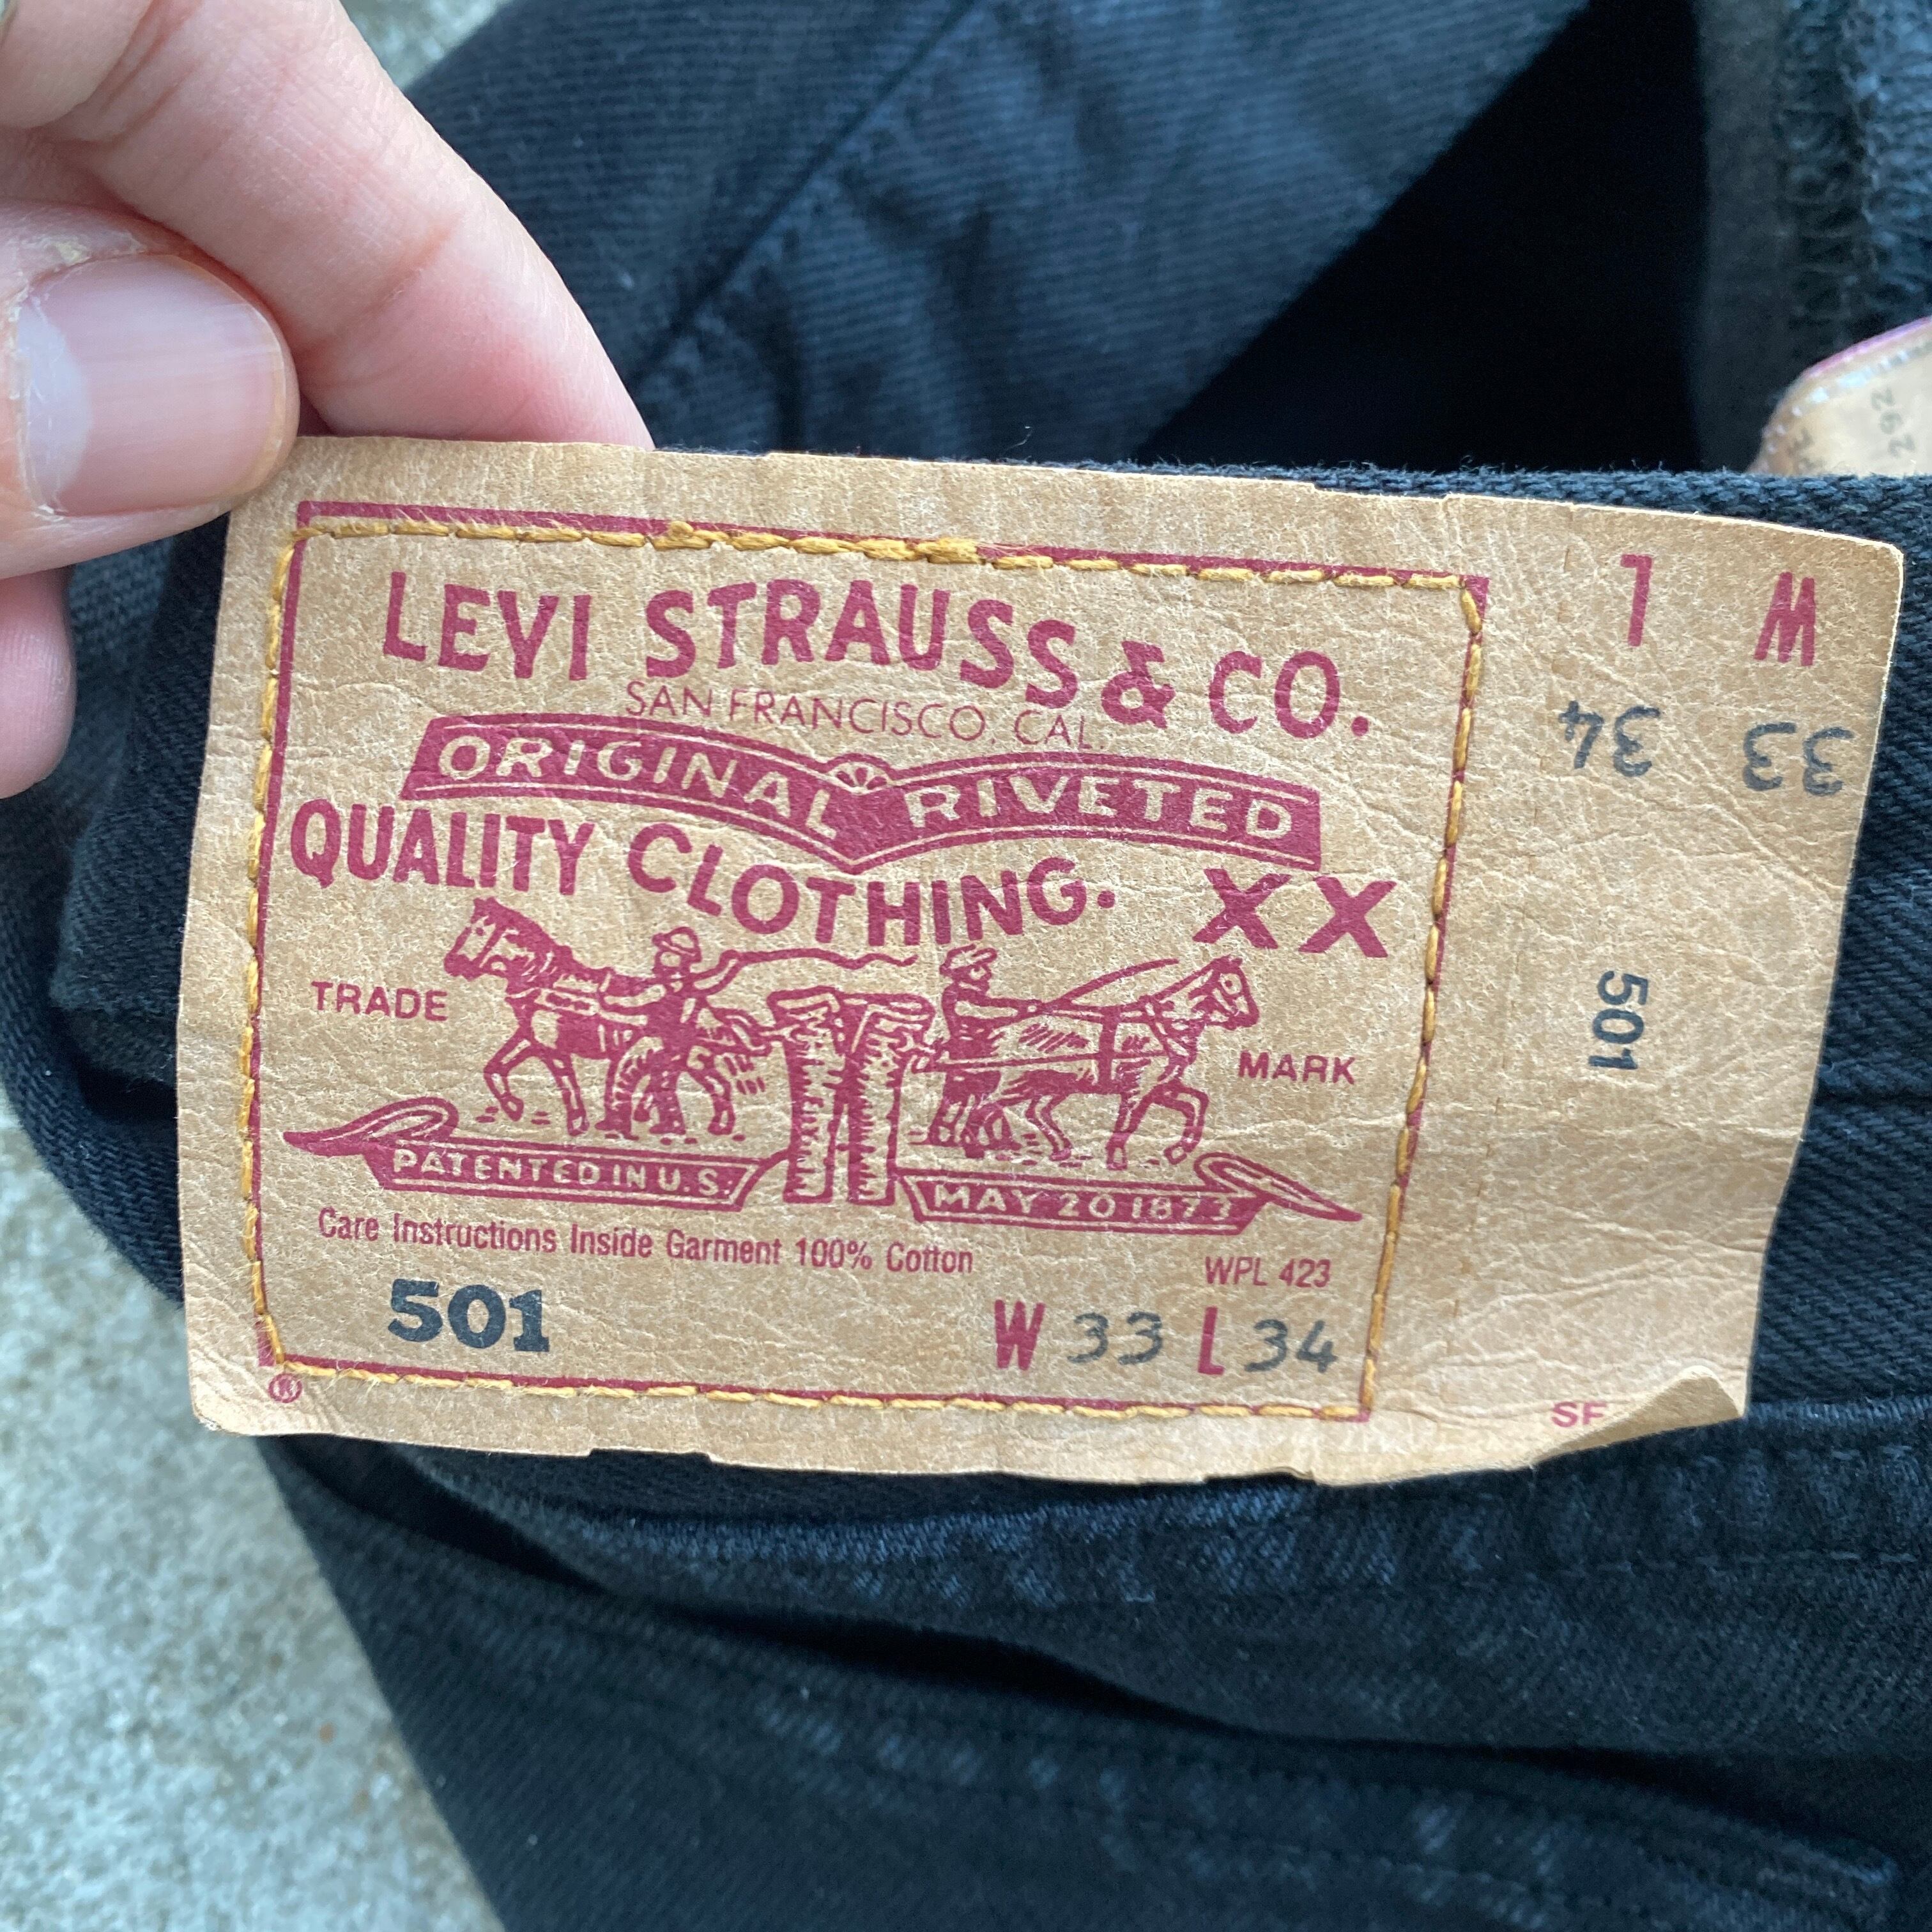 LEVI STRAUSS & CO.
SAN FRANCISCO, CAL.
ORIGINAL RIVETED
QUALITY CLOTHING. XX
TRADE MARK
PATENTED IN U.S. MAY 20 1873
Care Instructions Inside Garment 100% Cotton
WPL 423
501 W 33 L 34
®
W 33
L 34
501
SF
292